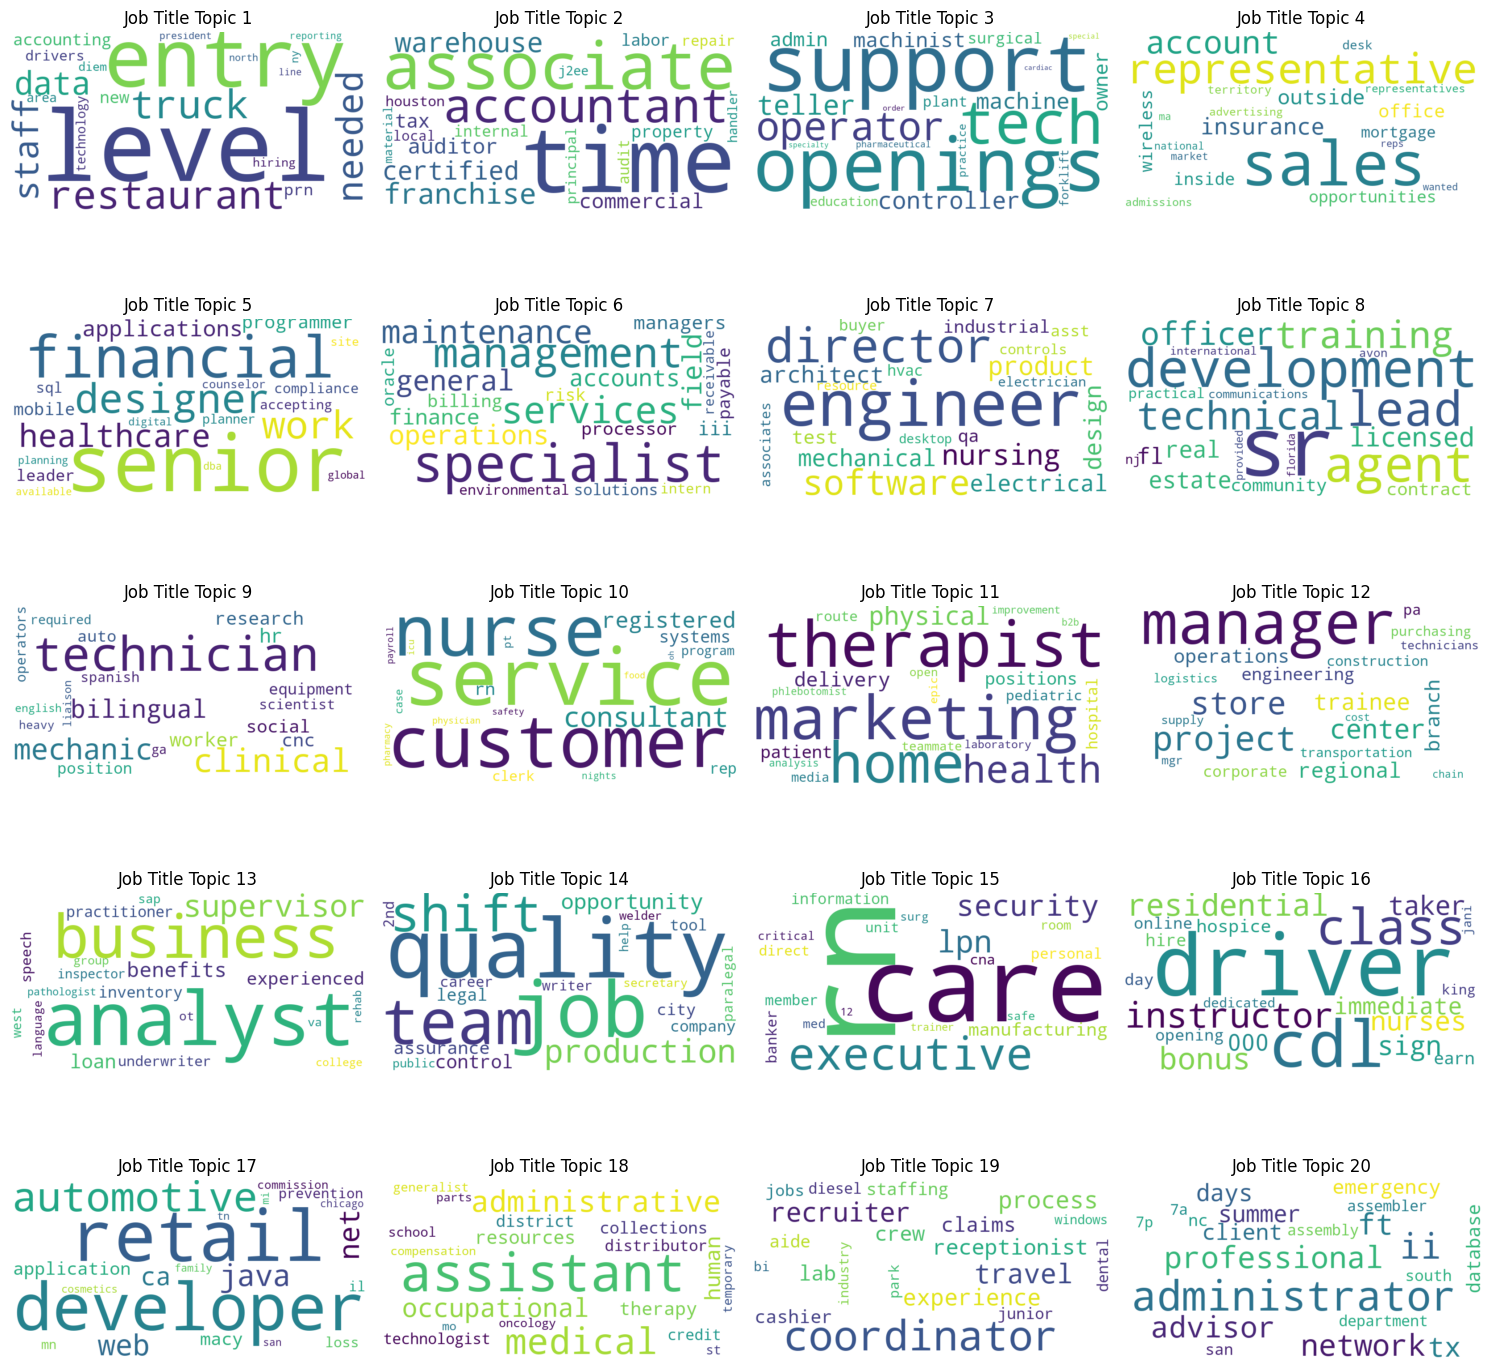 Job Title Topic 1
president
reporting
accounting
entry
drivers
north
ny
diem
line
data
area
new
truck
needed
staff
technology
level
hiring
restaurant
prn
Job Title Topic 2
warehouse
labor
repair
associate
j2ee
houston
accountant
handler
material
tax
local
internal
property
auditor
time
certified
principal
audit
franchise
commercial
Job Title Topic 3
admin
machinist
surgical
special
support
cardiac
owner
teller
order
plant
machine
operator
tech
specialty
pharmaceutical
practice
openings
forklift
education
controller
Job Title Topic 4
account
desk
representative
territory
representatives
outside
wireless
ma
advertising
office
insurance
mortgage
national
reps
market
sales
inside
wanted
opportunities
admissions
Job Title Topic 5
applications
programmer
financial
site
sql
counselor
compliance
designer
mobile
accepting
digital
planner
work
healthcare
planning
senior
dba
leader
global
available
Job Title Topic 6
maintenance
managers
management
oracle
general
accounts
field
receivable
payable
billing
risk
finance
services
operations
processor
iii
specialist
environmental
solutions
intern
Job Title Topic 7
buyer
industrial
asst
director
controls
product
architect
hvac
electrician
resource
engineer
design
associates
test
desktop
qa
mechanical
nursing
software
electrical
Job Title Topic 8
officer
training
international
avon
development
practical
communications
technical
lead
licensed
provided
florida
sr
nj
fl
real
agent
estate
community
contract
Job Title Topic 9
operators
required
research
auto
hr
technician
spanish
equipment
english
liaison
bilingual
scientist
heavy
social
mechanic
ga
worker
cnc
position
clinical
Job Title Topic 10
nurse
registered
payroll
icu
pt
systems
oh
program
service
food
case
rn
consultant
physician
safety
customer
pharmacy
clerk
nights
rep
Job Title Topic 11
route
physical
improvement
b2b
therapist
open
delivery
positions
phlebotomist
epic
pediatric
hospital
marketing
patient
teammate
laboratory
analysis
home
health
media
Job Title Topic 12
manager
pa
purchasing
technicians
operations
construction
logistics
engineering
store
trainee
branch
supply
cost
center
project
transportation
mgr
corporate
regional
chain
Job Title Topic 13
sap
practitioner
supervisor
business
speech
group
inspector
benefits
experienced
pathologist
inventory
rehab
west
language
analyst
ot
va
loan
underwriter
college
Job Title Topic 14
2nd
shift
opportunity
welder
help
tool
quality
career
writer
secretary
paralegal
legal
job
city
team
company
assurance
production
public
control
Job Title Topic 15
information
security
rn
surg
unit
room
critical
lpn
direct
cna
personal
care
member
12
safe
med
trainer
manufacturing
banker
executive
Job Title Topic 16
residential
taker
online
hospice
class
jani
hire
driver
day
king
dedicated
immediate
instructor
nurses
opening
000
cdl
sign
bonus
earn
Job Title Topic 17
automotive
commission
mi
prevention
chicago
tn
retail
net
application
family
ca
java
il
cosmetics
developer
macy
mn
web
san
loss
Job Title Topic 18
generalist
parts
administrative
school
district
collections
resources
distributor
compensation
human
temporary
assistant
occupational
therapy
mo
oncology
technologist
medical
credit
st
Job Title Topic 19
jobs
diesel
staffing
process
recruiter
crew
claims
windows
aide
receptionist
dental
bi
lab
industry
park
travel
experience
junior
cashier
coordinator
Job Title Topic 20
days
emergency
7a
summer
assembler
7p
nc
client
assembly
ft
ii
database
professional
south
administrator
department
advisor
san
network
tx